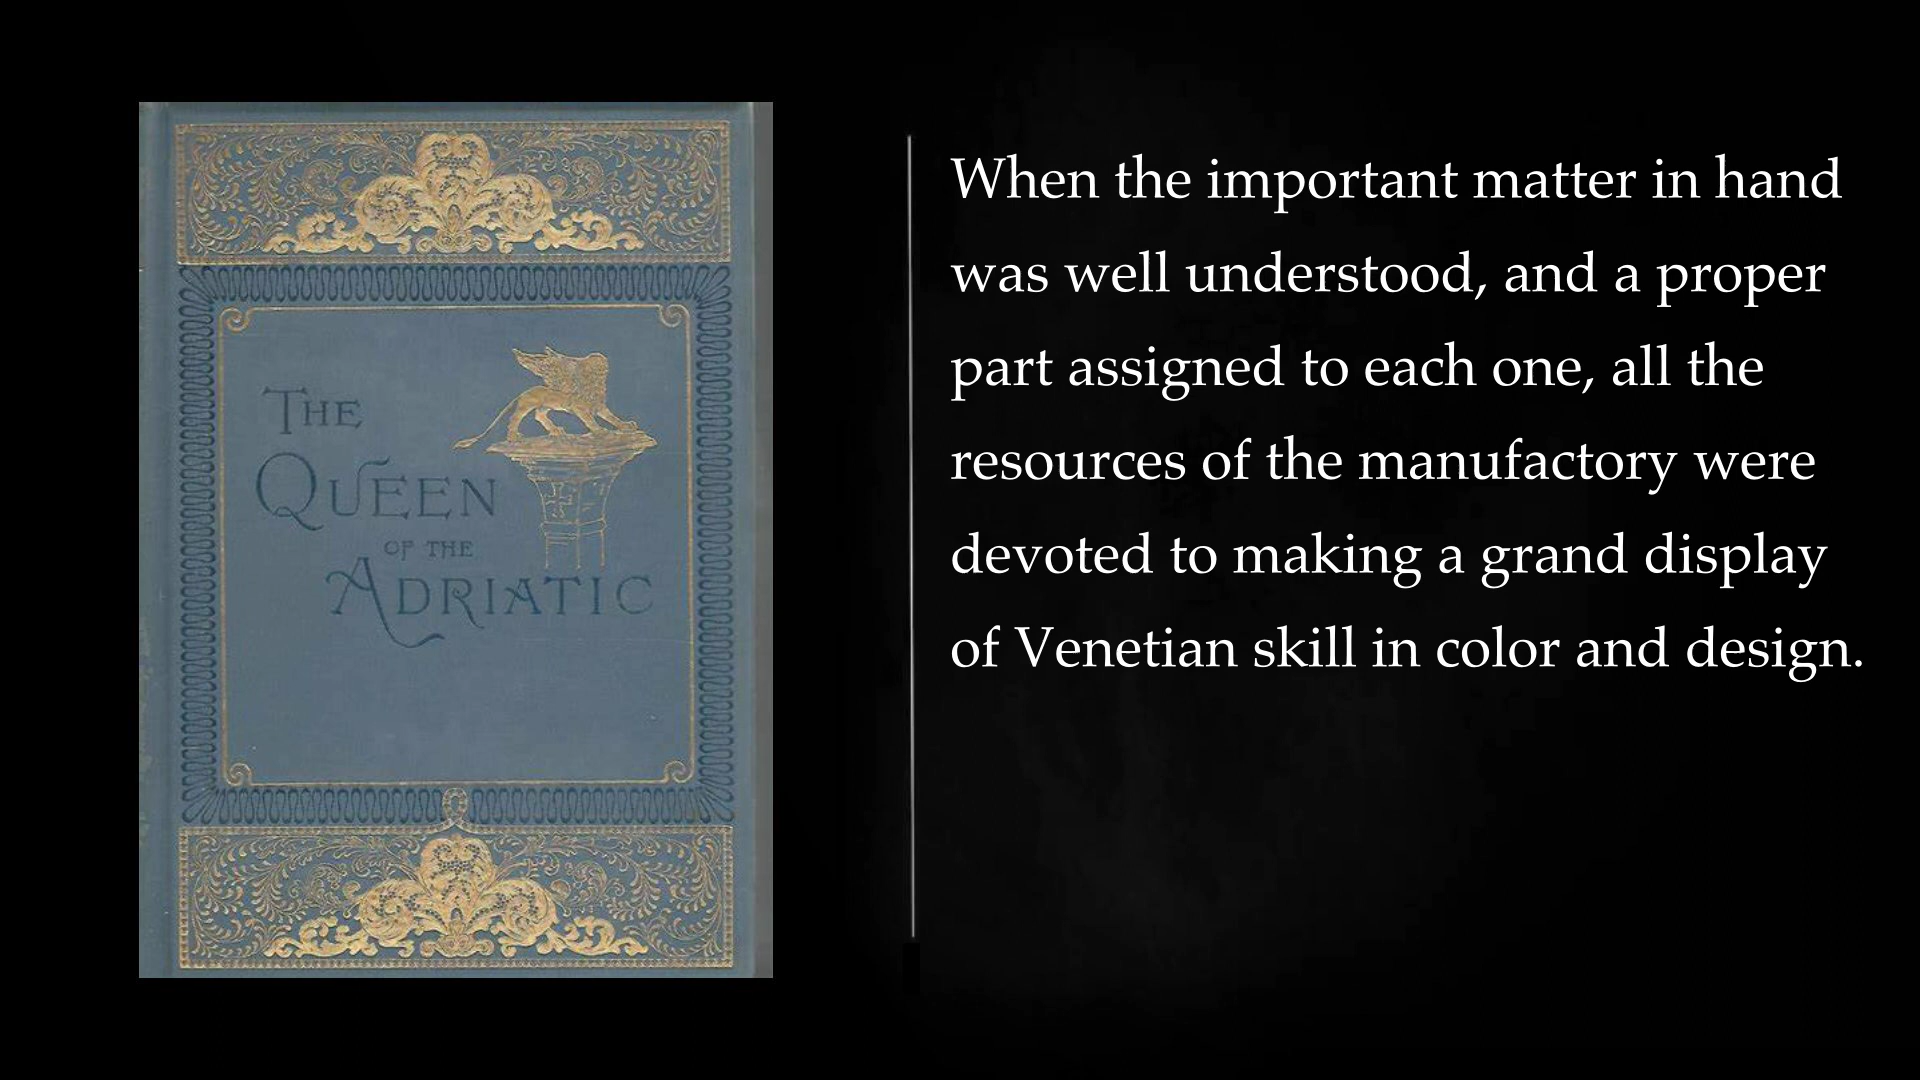 THE
QUEEN
OF THE
ADRIATIC
When the important matter in hand
was well understood, and a proper
part assigned to each one, all the
resources of the manufactory were
devoted to making a grand display
of Venetian skill in color and design.